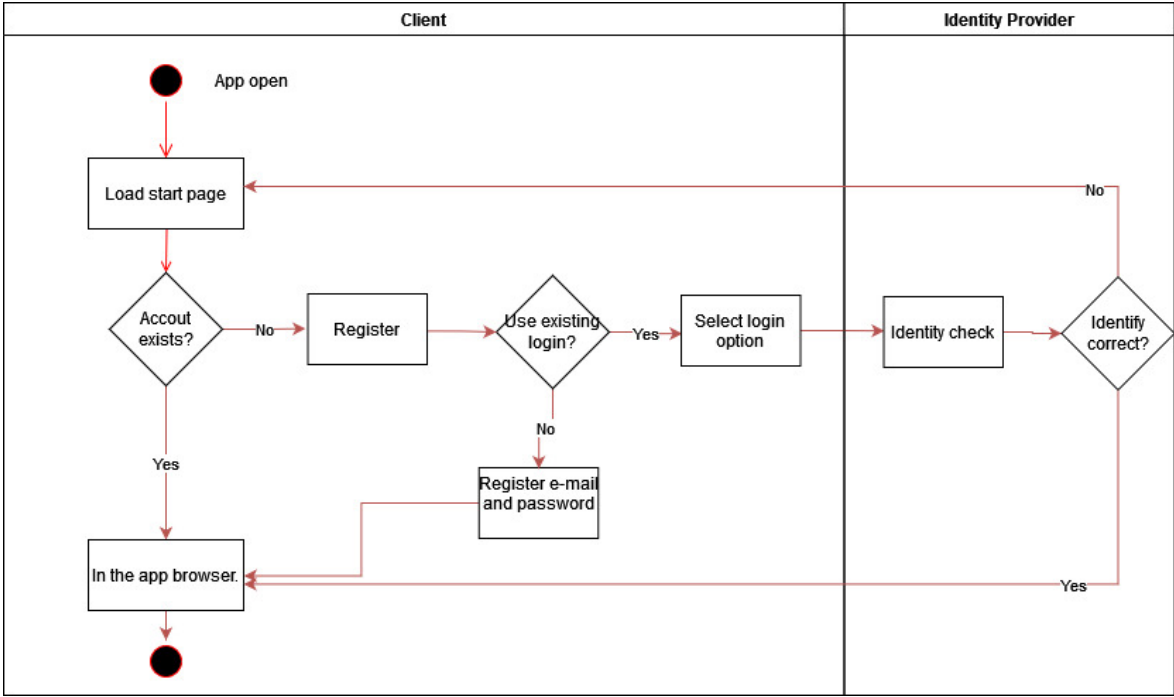 Client
Identity Provider
App open
Load start page
No
Accout
exists?
No
Register
Use existing
login?
Yes
Select login
option
Identity check
Identify
correct?
No
Yes
Register e-mail
and password
In the app browser.
Yes